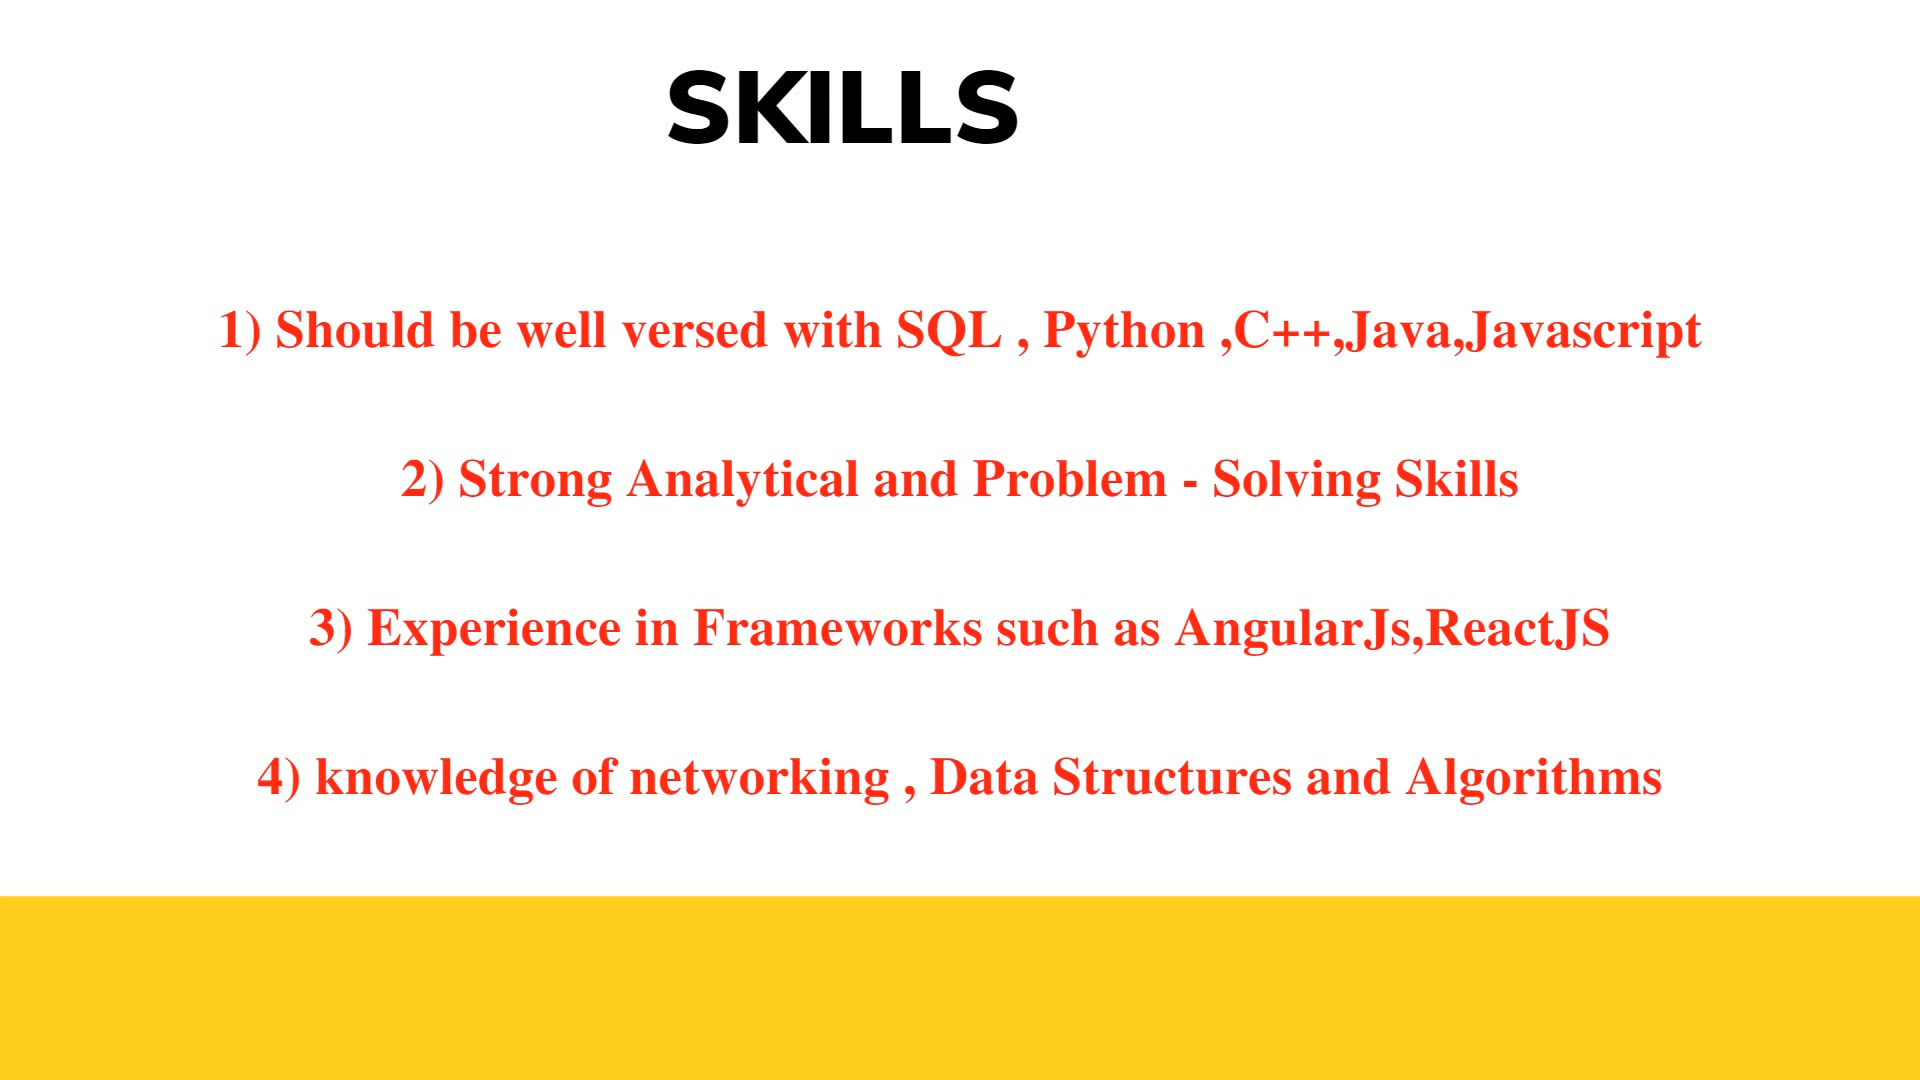 SKILLS
1) Should be well versed with SQL , Python ,C++,Java,Javascript
2) Strong Analytical and Problem - Solving Skills
3) Experience in Frameworks such as AngularJs,ReactJS
4) knowledge of networking , Data Structures and Algorithms